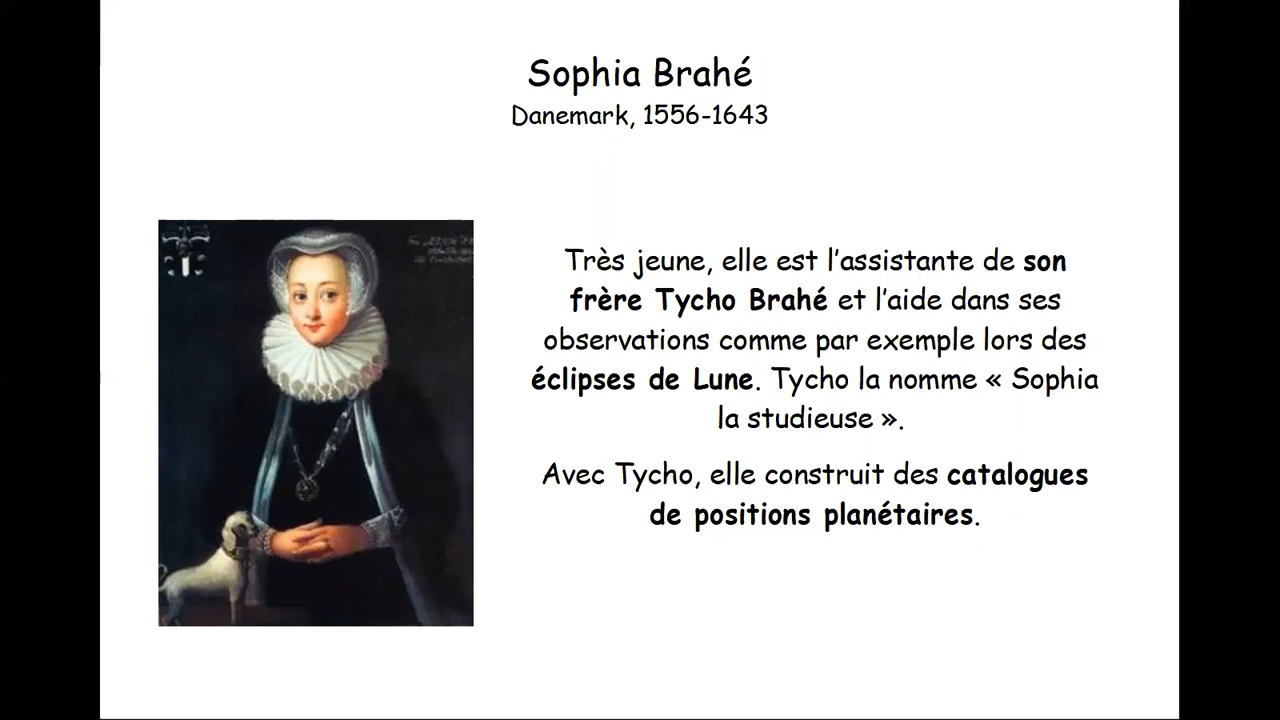 Sophia Brahé
Danemark, 1556-1643
Très jeune, elle est l’assistante de son
frère Tycho Brahé et l’aide dans ses
observations comme par exemple lors des
éclipses de Lune. Tycho la nomme « Sophia
la studieuse ».
Avec Tycho, elle construit des catalogues
de positions planétaires.